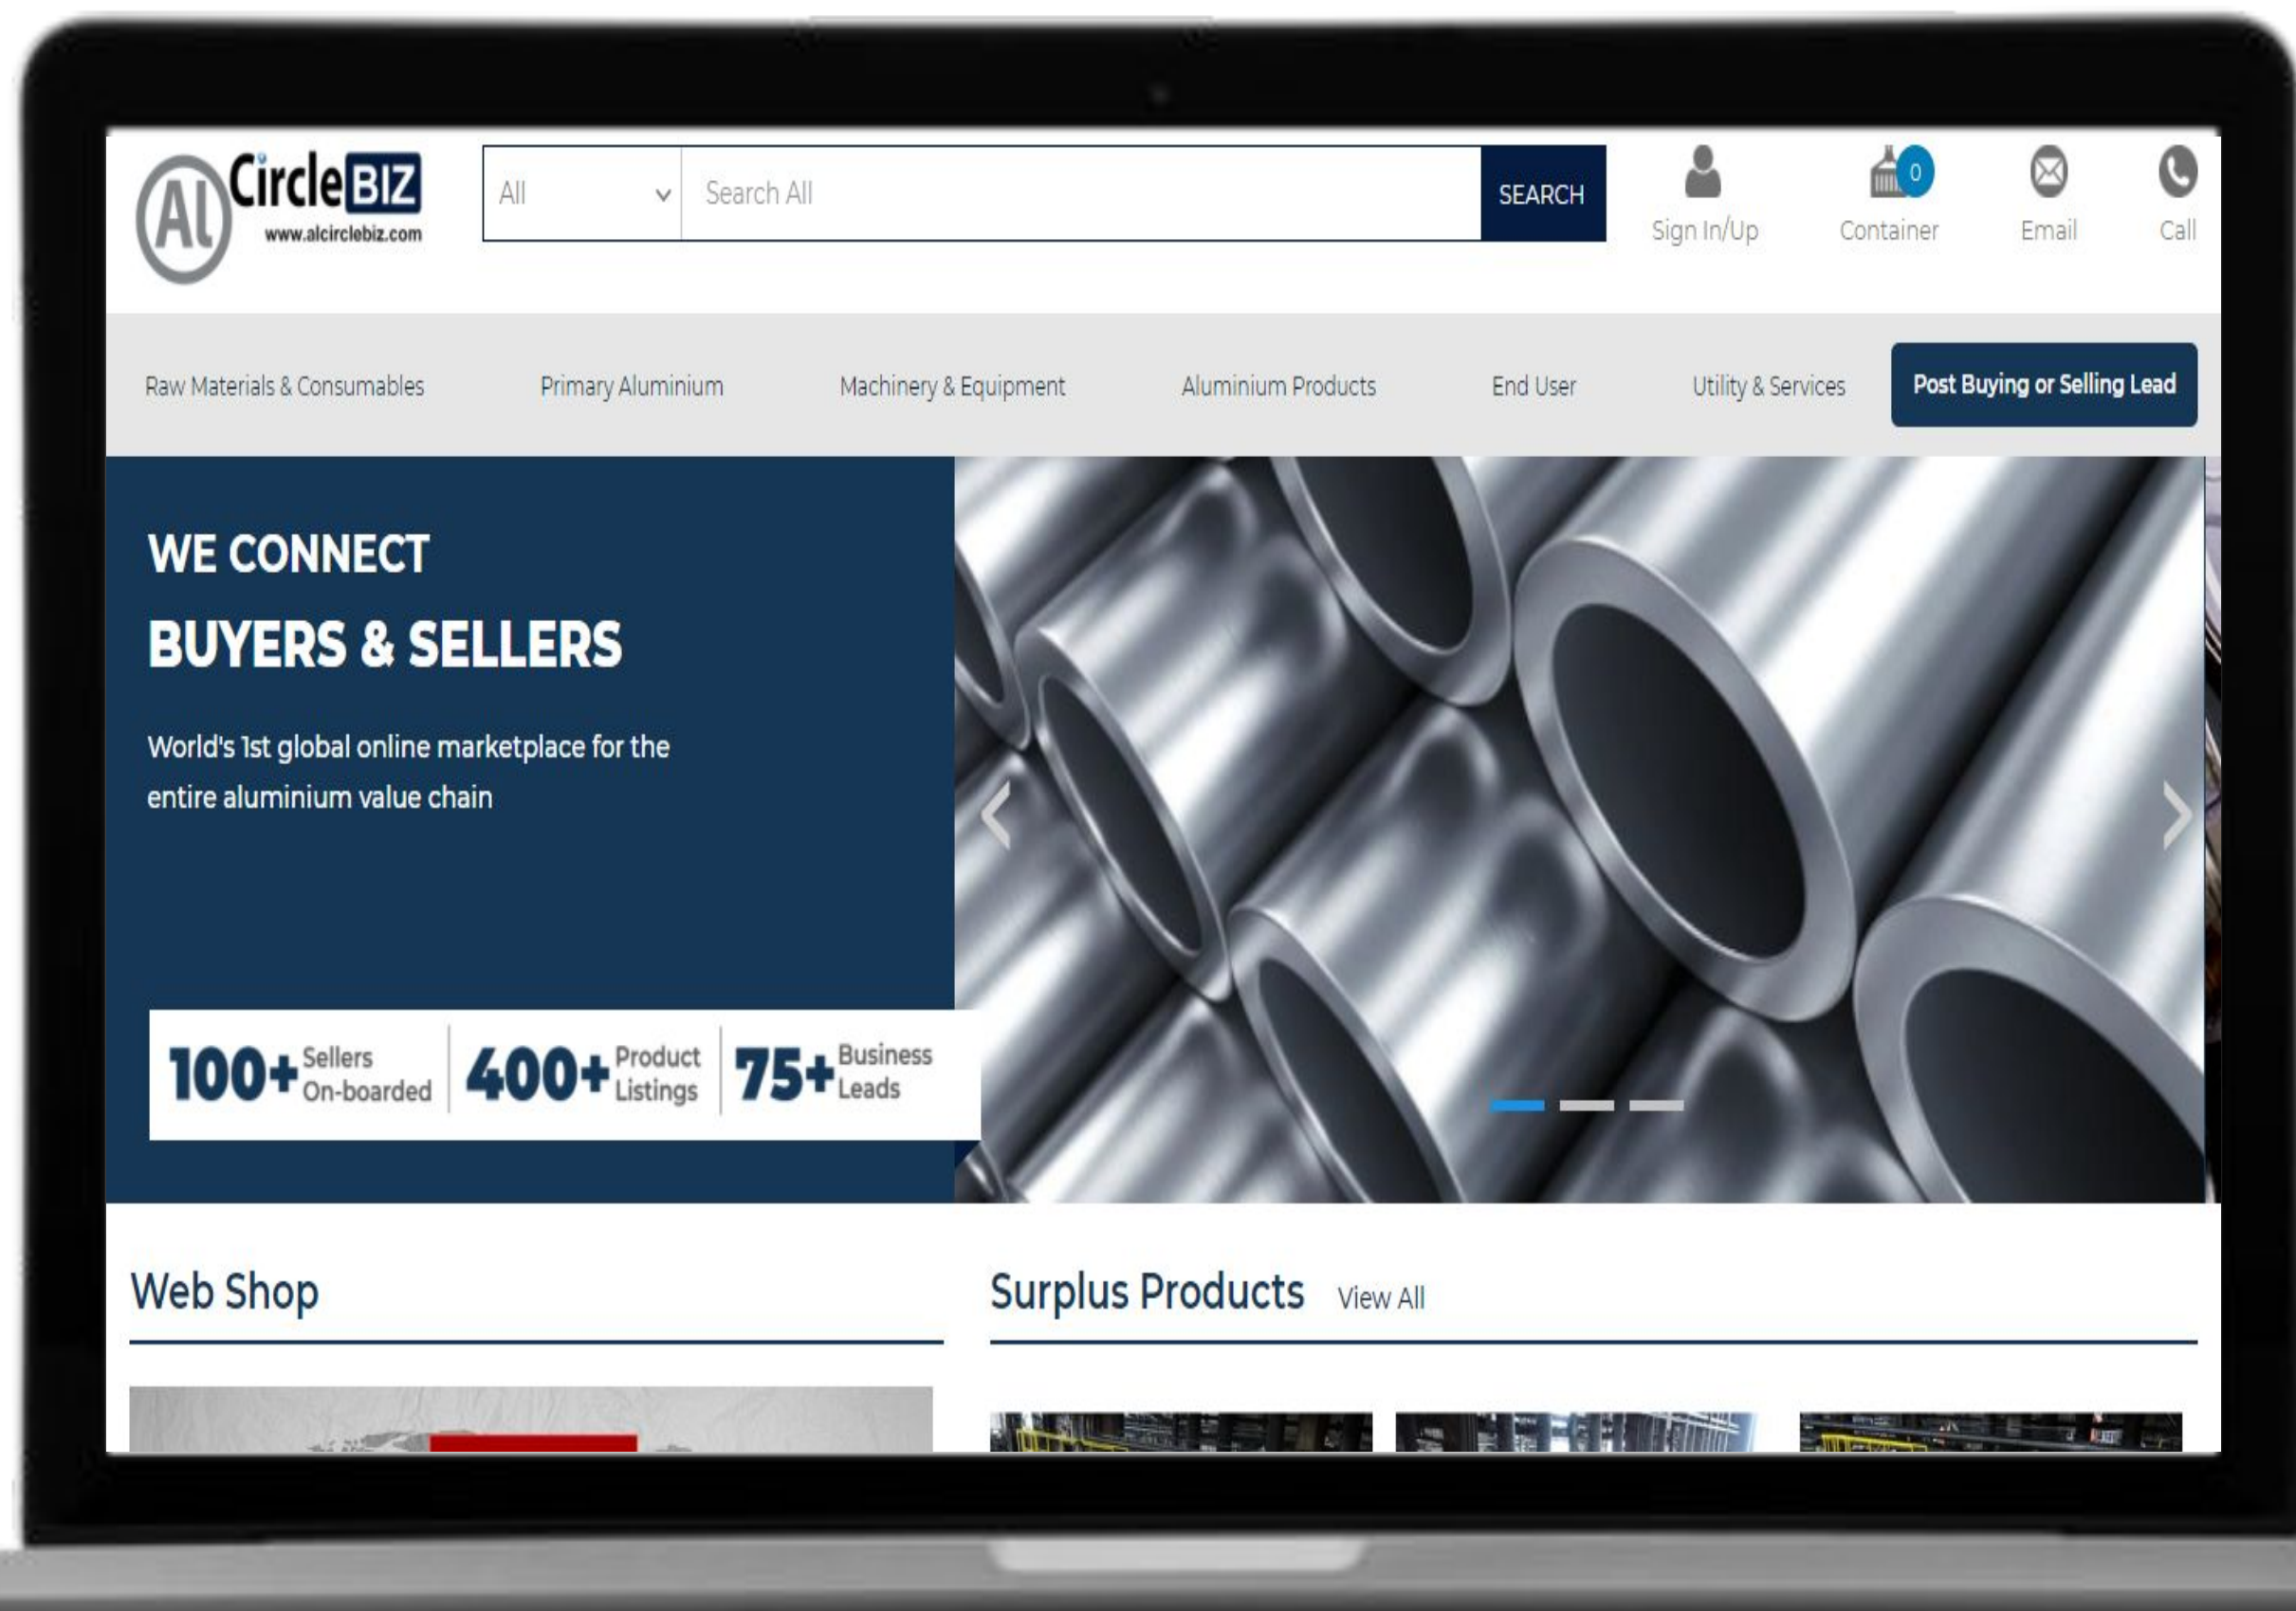 Al CircleBIZ
www.alcirclebiz.com
All
Search All
SEARCH
Sign In/Up
0
Container
Email
Call
Raw Materials & Consumables
Primary Aluminium
Machinery & Equipment
Aluminium Products
End User
Utility & Services
Post Buying or Selling Lead
WE CONNECT
BUYERS & SELLERS
World's 1st global online marketplace for the
entire aluminium value chain
100+ Sellers
On-boarded
400+ Product
Listings
75+ Business
Leads
Web Shop
Surplus Products View All